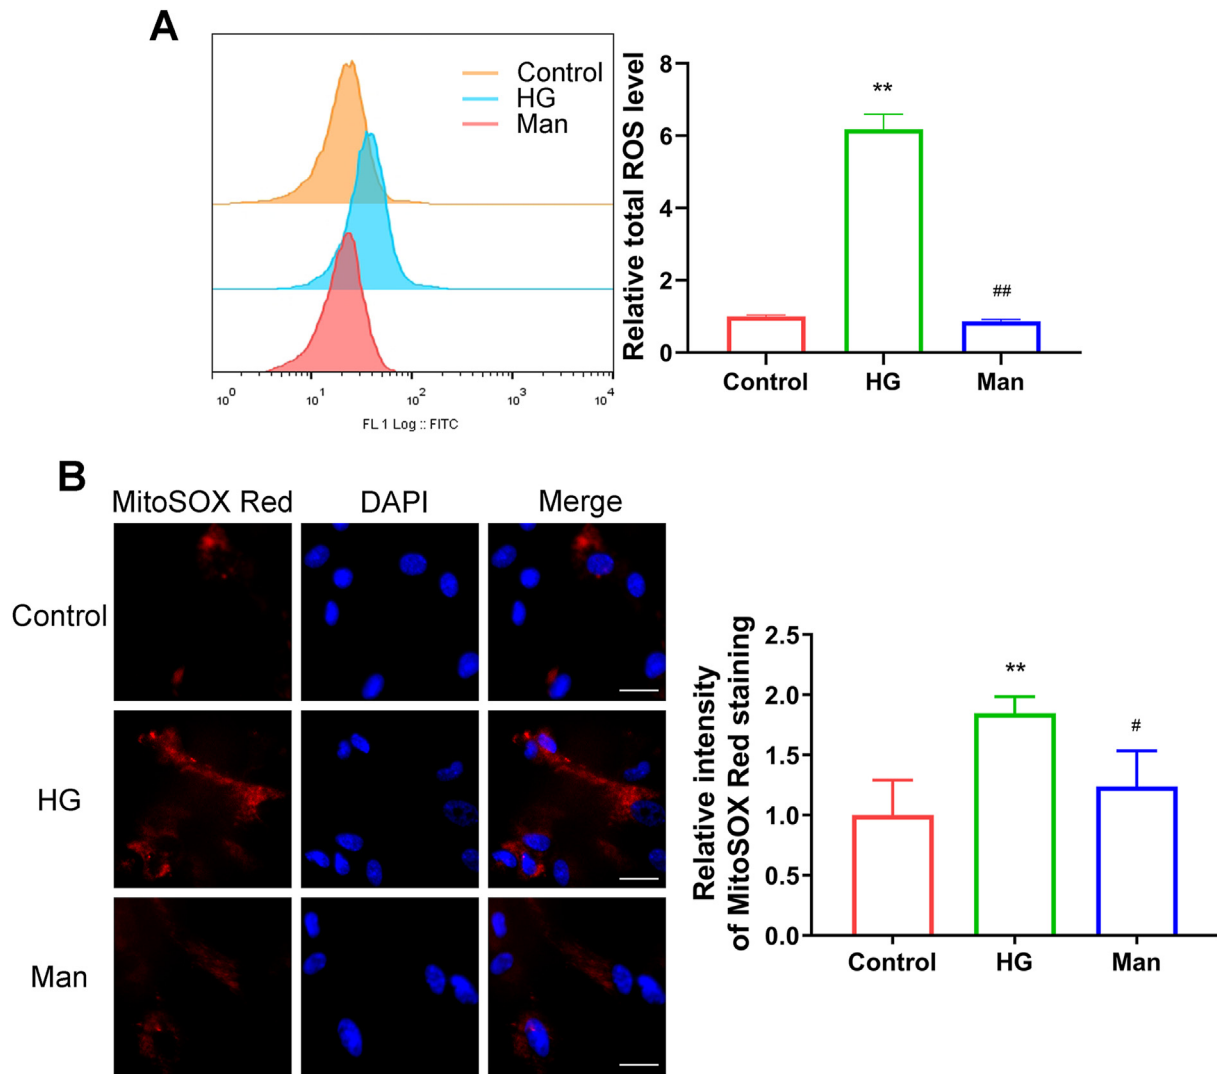 A
Control
HG
Man
10^0 10^1 10^2 10^3 10^4
FL 1 Log :: FITC
Relative total ROS level
8
6
4
2
0
**
##
Control HG Man
B
MitoSOX Red DAPI Merge
Control
HG
Man
Relative intensity
of MitoSOX Red staining
2.5
2.0
1.5
1.0
0.5
0.0
**
#
Control HG Man